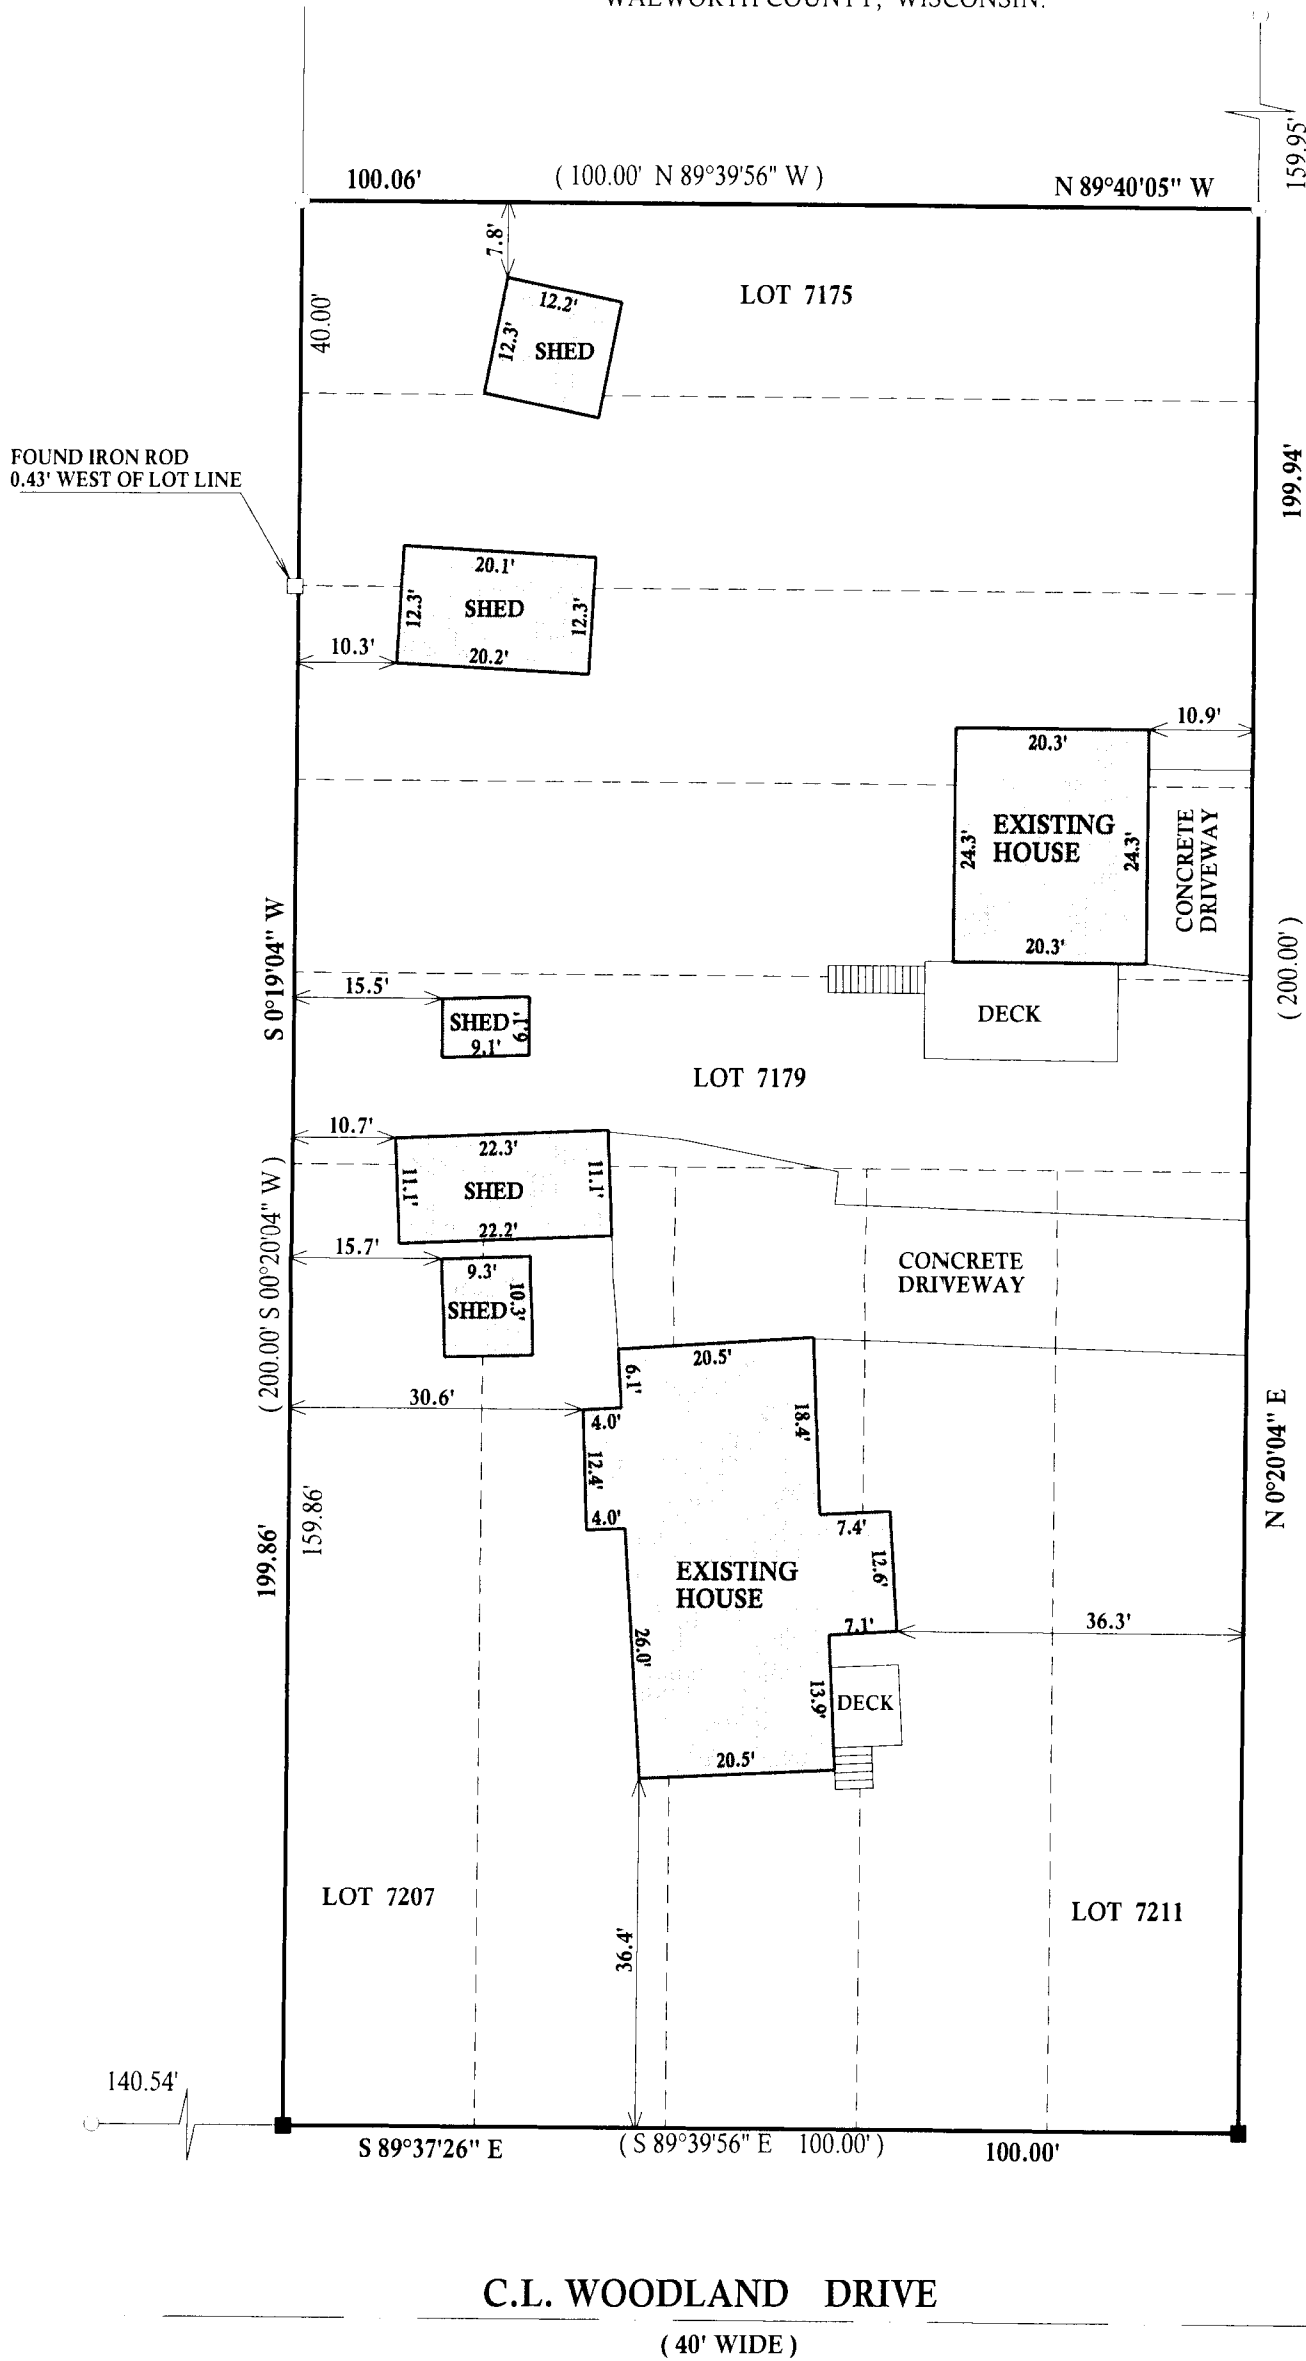 WALWORTH COUNTY, WISCONSIN.
159.95'
100.06'
( 100.00' N 89°39'56" W )
N 89°40'05" W
7.8'
40.00'
LOT 7175
12.2'
12.3'
SHED
FOUND IRON ROD
0.43' WEST OF LOT LINE
199.94'
20.1'
12.3'
SHED
12.3'
10.3'
20.2'
10.9'
20.3'
24.3'
EXISTING
HOUSE
24.3'
CONCRETE
DRIVEWAY
20.3'
S 0°19'04" W
( 200.00' )
15.5'
SHED
6.1'
9.1'
DECK
LOT 7179
10.7'
22.3'
11.1'
SHED
11.1'
22.2'
( 200.00' S 00°20'04" W )
15.7'
9.3'
10.3'
SHED
CONCRETE
DRIVEWAY
20.5'
6.1'
30.6'
4.0'
18.4'
12.4'
4.0'
N 0°20'04" E
199.86'
159.86'
7.4'
12.6'
EXISTING
HOUSE
7.1'
36.3'
26.0'
13.9'
DECK
20.5'
LOT 7207
LOT 7211
36.4'
140.54'
S 89°37'26" E
( S 89°39'56" E 100.00' )
100.00'
C.L. WOODLAND DRIVE
( 40' WIDE )